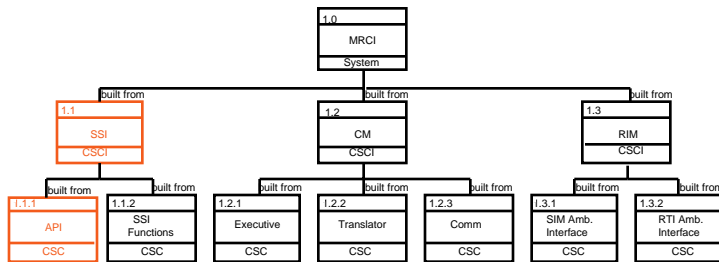 1.0
MRCI
System
built from
built from
built from
1.1
SSI
CSCI
1.2
CM
CSCI
1.3
RIM
CSCI
built from
built from
built from
built from
built from
built from
built from
I.1.1
API
CSC
1.1.2
SSI
Functions
CSC
1.2.1
Executive
CSC
I.2.2
Translator
CSC
1.2.3
Comm
CSC
I.3.1
SIM Amb.
Interface
CSC
1.3.2
RTI Amb.
Interface
CSC